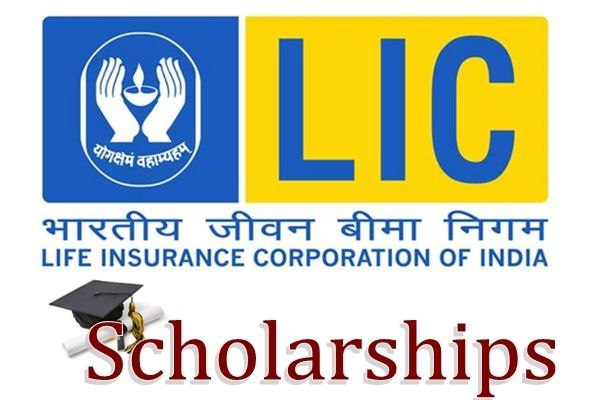 LIC
योगक्षेमं वहाम्यहम्
भारतीय जीवन बीमा निगम
LIFE INSURANCE CORPORATION OF INDIA
Scholarships